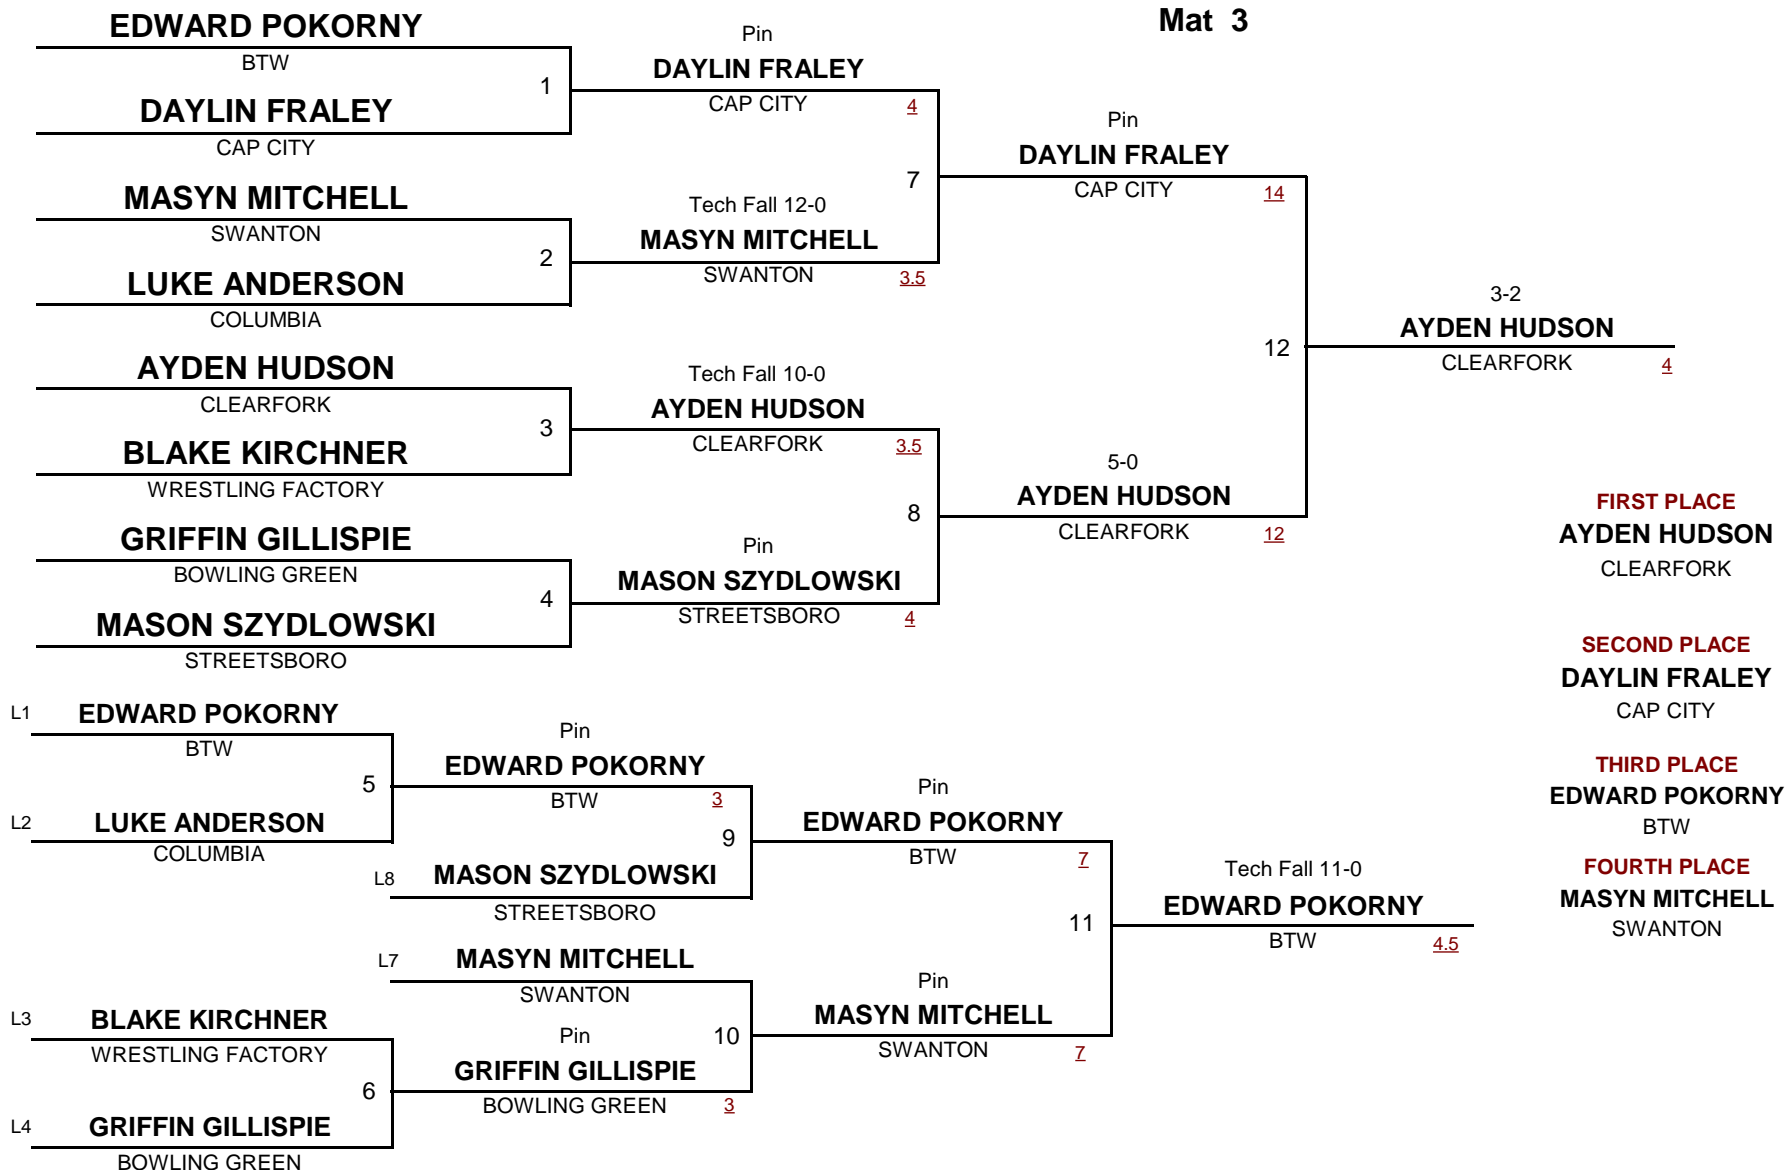 Mat 3
EDWARD POKORNY
BTW
1
DAYLIN FRALEY
CAP CITY
MASYN MITCHELL
SWANTON
2
LUKE ANDERSON
COLUMBIA
AYDEN HUDSON
CLEARFORK
3
BLAKE KIRCHNER
WRESTLING FACTORY
GRIFFIN GILLISPIE
BOWLING GREEN
4
MASON SZYDLOWSKI
STREETSBORO
Pin
DAYLIN FRALEY
CAP CITY 4
7
Tech Fall 12-0
MASYN MITCHELL
SWANTON 3.5
Tech Fall 10-0
AYDEN HUDSON
CLEARFORK 3.5
8
Pin
MASON SZYDLOWSKI
STREETSBORO 4
Pin
DAYLIN FRALEY
CAP CITY 14
12
5-0
AYDEN HUDSON
CLEARFORK 12
3-2
AYDEN HUDSON
CLEARFORK 4
FIRST PLACE
AYDEN HUDSON
CLEARFORK
SECOND PLACE
DAYLIN FRALEY
CAP CITY
THIRD PLACE
EDWARD POKORNY
BTW
FOURTH PLACE
MASYN MITCHELL
SWANTON
L1 EDWARD POKORNY
BTW
5
L2 LUKE ANDERSON
COLUMBIA
L3 BLAKE KIRCHNER
WRESTLING FACTORY
6
L4 GRIFFIN GILLISPIE
BOWLING GREEN
Pin
EDWARD POKORNY
BTW 3
9
L8 MASON SZYDLOWSKI
STREETSBORO
L7 MASYN MITCHELL
SWANTON
10
Pin
GRIFFIN GILLISPIE
BOWLING GREEN 3
Pin
EDWARD POKORNY
BTW 7
11
Pin
MASYN MITCHELL
SWANTON 7
Tech Fall 11-0
EDWARD POKORNY
BTW 4.5